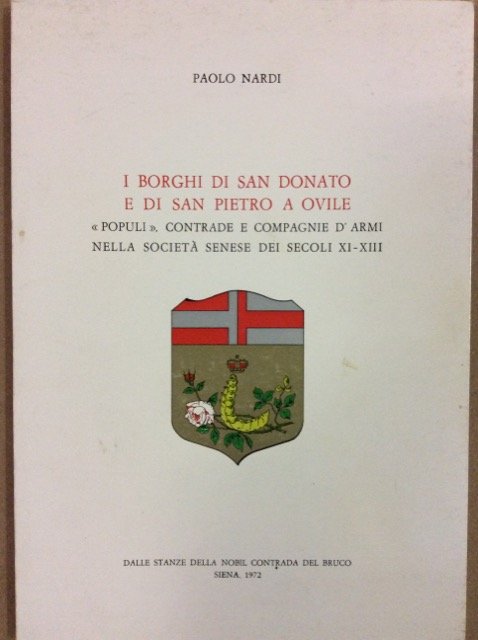 PAOLO NARDI
I BORGHI DI SAN DONATO
E DI SAN PIETRO A OVILE
« POPULI », CONTRADE E COMPAGNIE D'ARMI
NELLA SOCIETÀ SENESE DEI SECOLI XI-XIII
DALLE STANZE DELLA NOBIL CONTRADA DEL BRUCO
SIENA, 1972